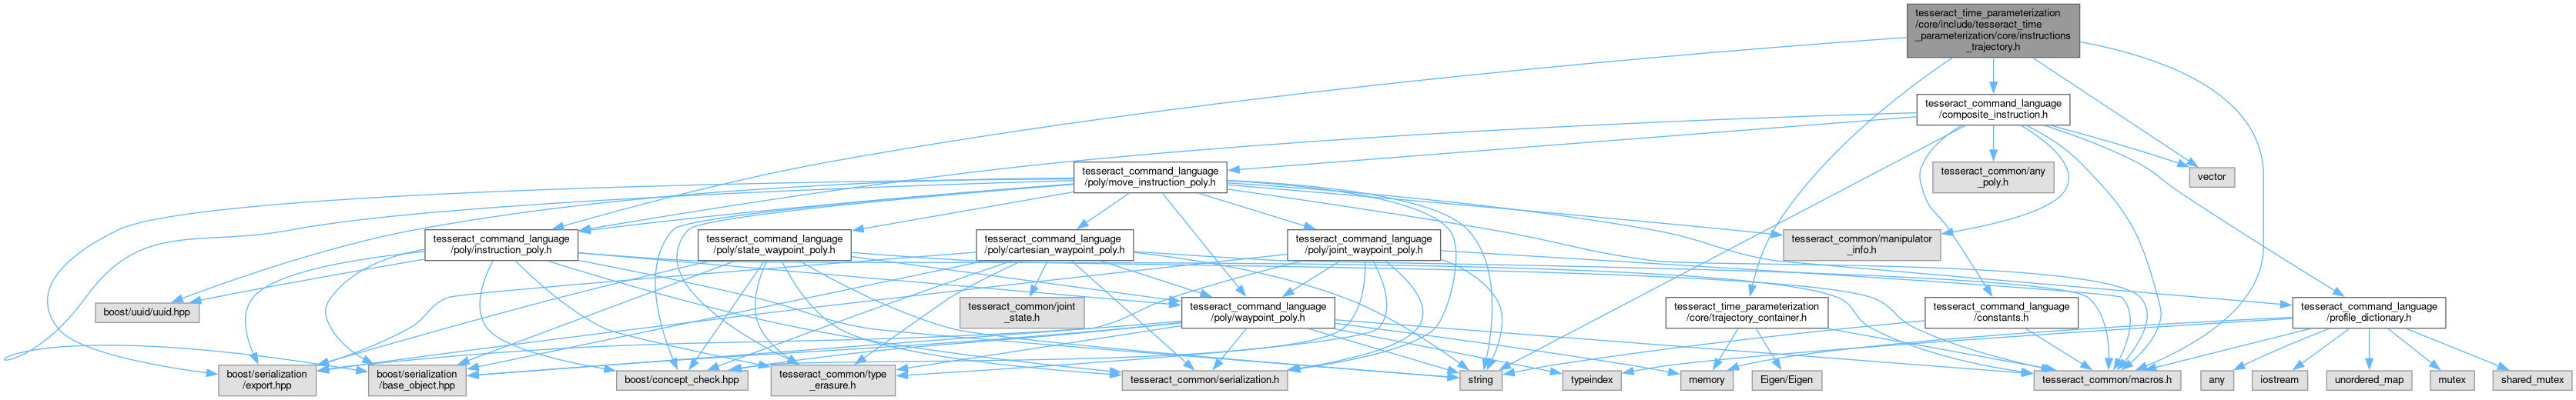 tesseract_time_parameterization
/core/include/tesseract_time
_parameterization/core/instructions
_trajectory.h
tesseract_command_language
/composite_instruction.h
tesseract_command_language
/poly/move_instruction_poly.h
tesseract_common/any
_poly.h
vector
tesseract_command_language
/poly/instruction_poly.h
tesseract_command_language
/poly/state_waypoint_poly.h
tesseract_command_language
/poly/cartesian_waypoint_poly.h
tesseract_command_language
/poly/joint_waypoint_poly.h
tesseract_common/manipulator
_info.h
boost/uuid/uuid.hpp
tesseract_common/joint
_state.h
tesseract_command_language
/poly/waypoint_poly.h
tesseract_time_parameterization
/core/trajectory_container.h
tesseract_command_language
/constants.h
tesseract_command_language
/profile_dictionary.h
boost/serialization
/export.hpp
boost/serialization
/base_object.hpp
boost/concept_check.hpp
tesseract_common/type
_erasure.h
tesseract_common/serialization.h
string
typeindex
memory
Eigen/Eigen
tesseract_common/macros.h
any
iostream
unordered_map
mutex
shared_mutex